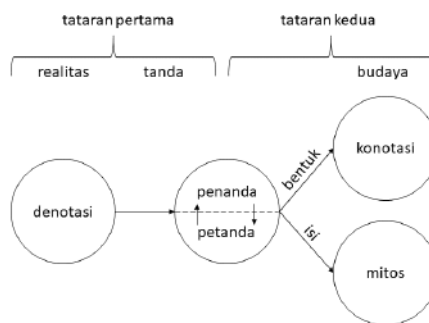 tataran pertama
tataran kedua
realitas
tanda
budaya
denotasi
penanda
petanda
bentuk
isi
konotasi
mitos